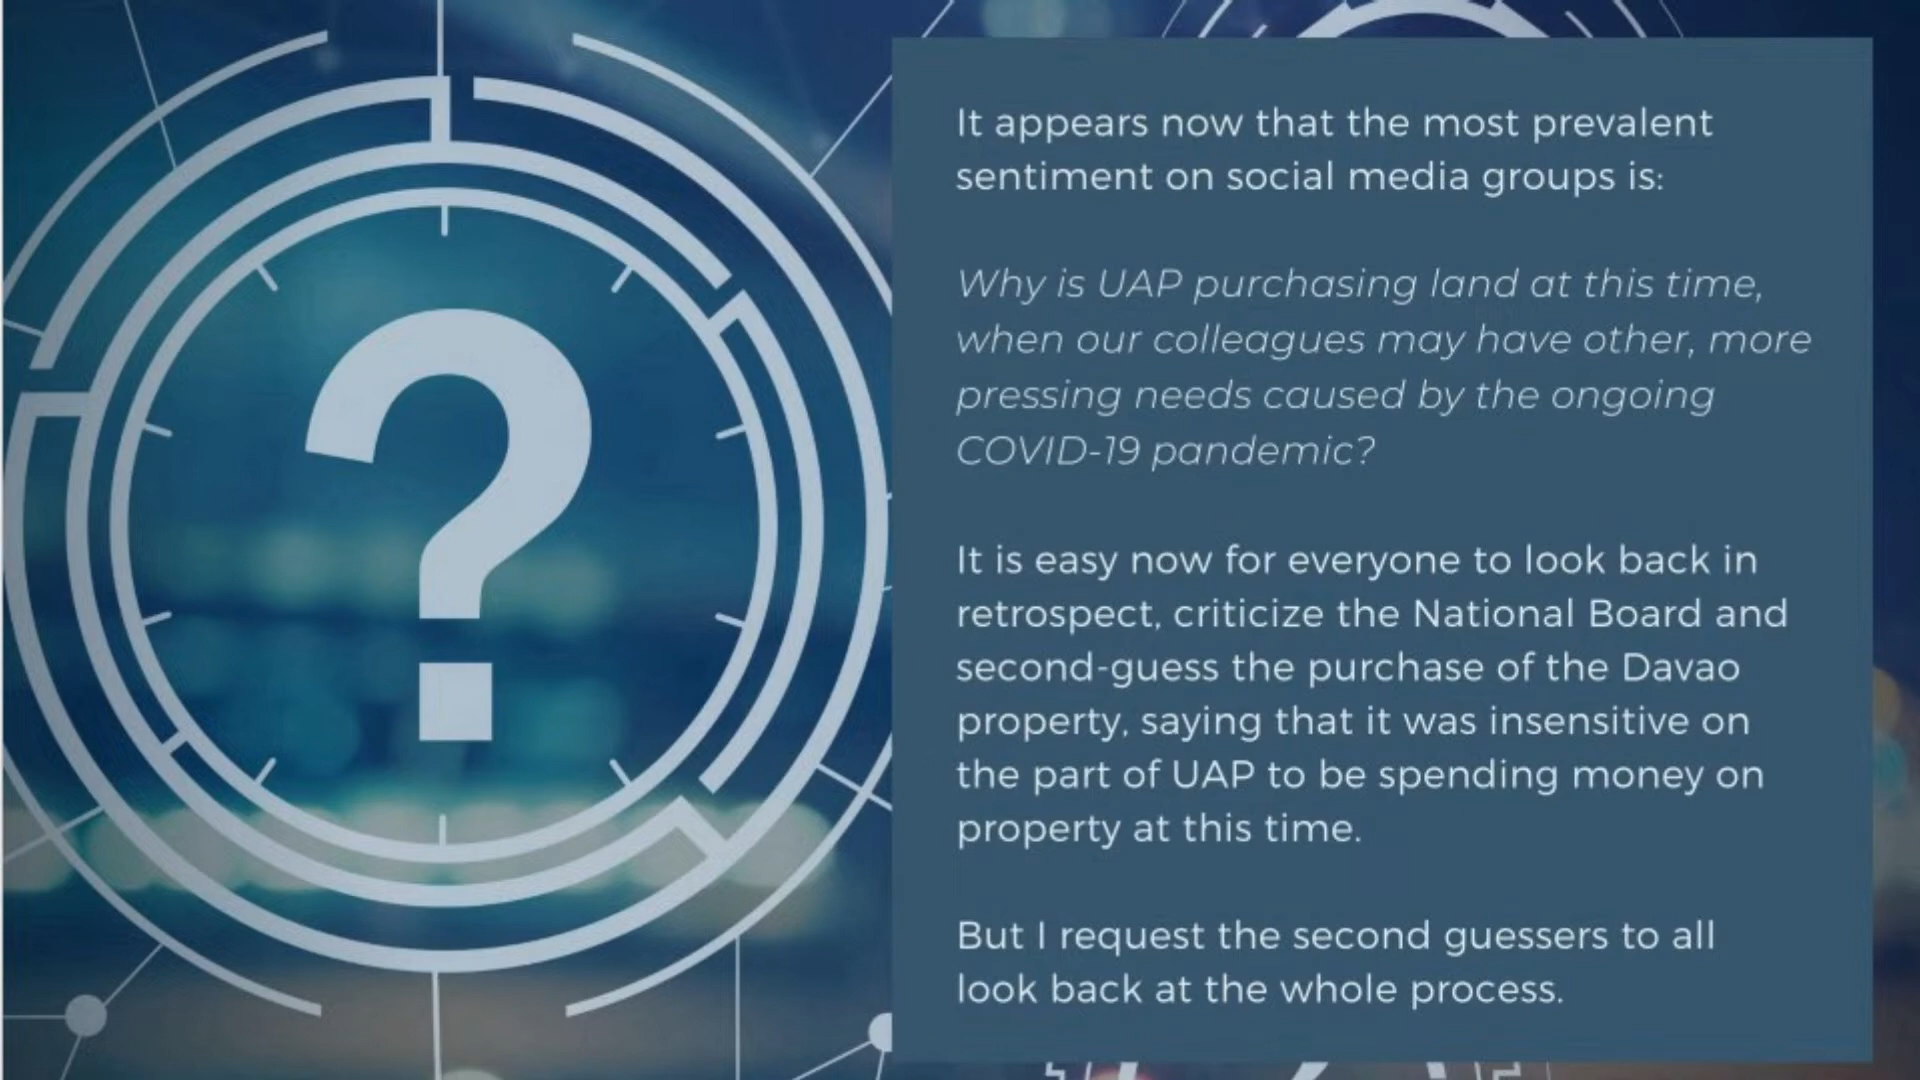 It appears now that the most prevalent
sentiment on social media groups is:
Why is UAP purchasing land at this time,
when our colleagues may have other, more
pressing needs caused by the ongoing
COVID-19 pandemic?
It is easy now for everyone to look back in
retrospect, criticize the National Board and
second-guess the purchase of the Davao
property, saying that it was insensitive on
the part of UAP to be spending money on
property at this time.
But I request the second guessers to all
look back at the whole process.